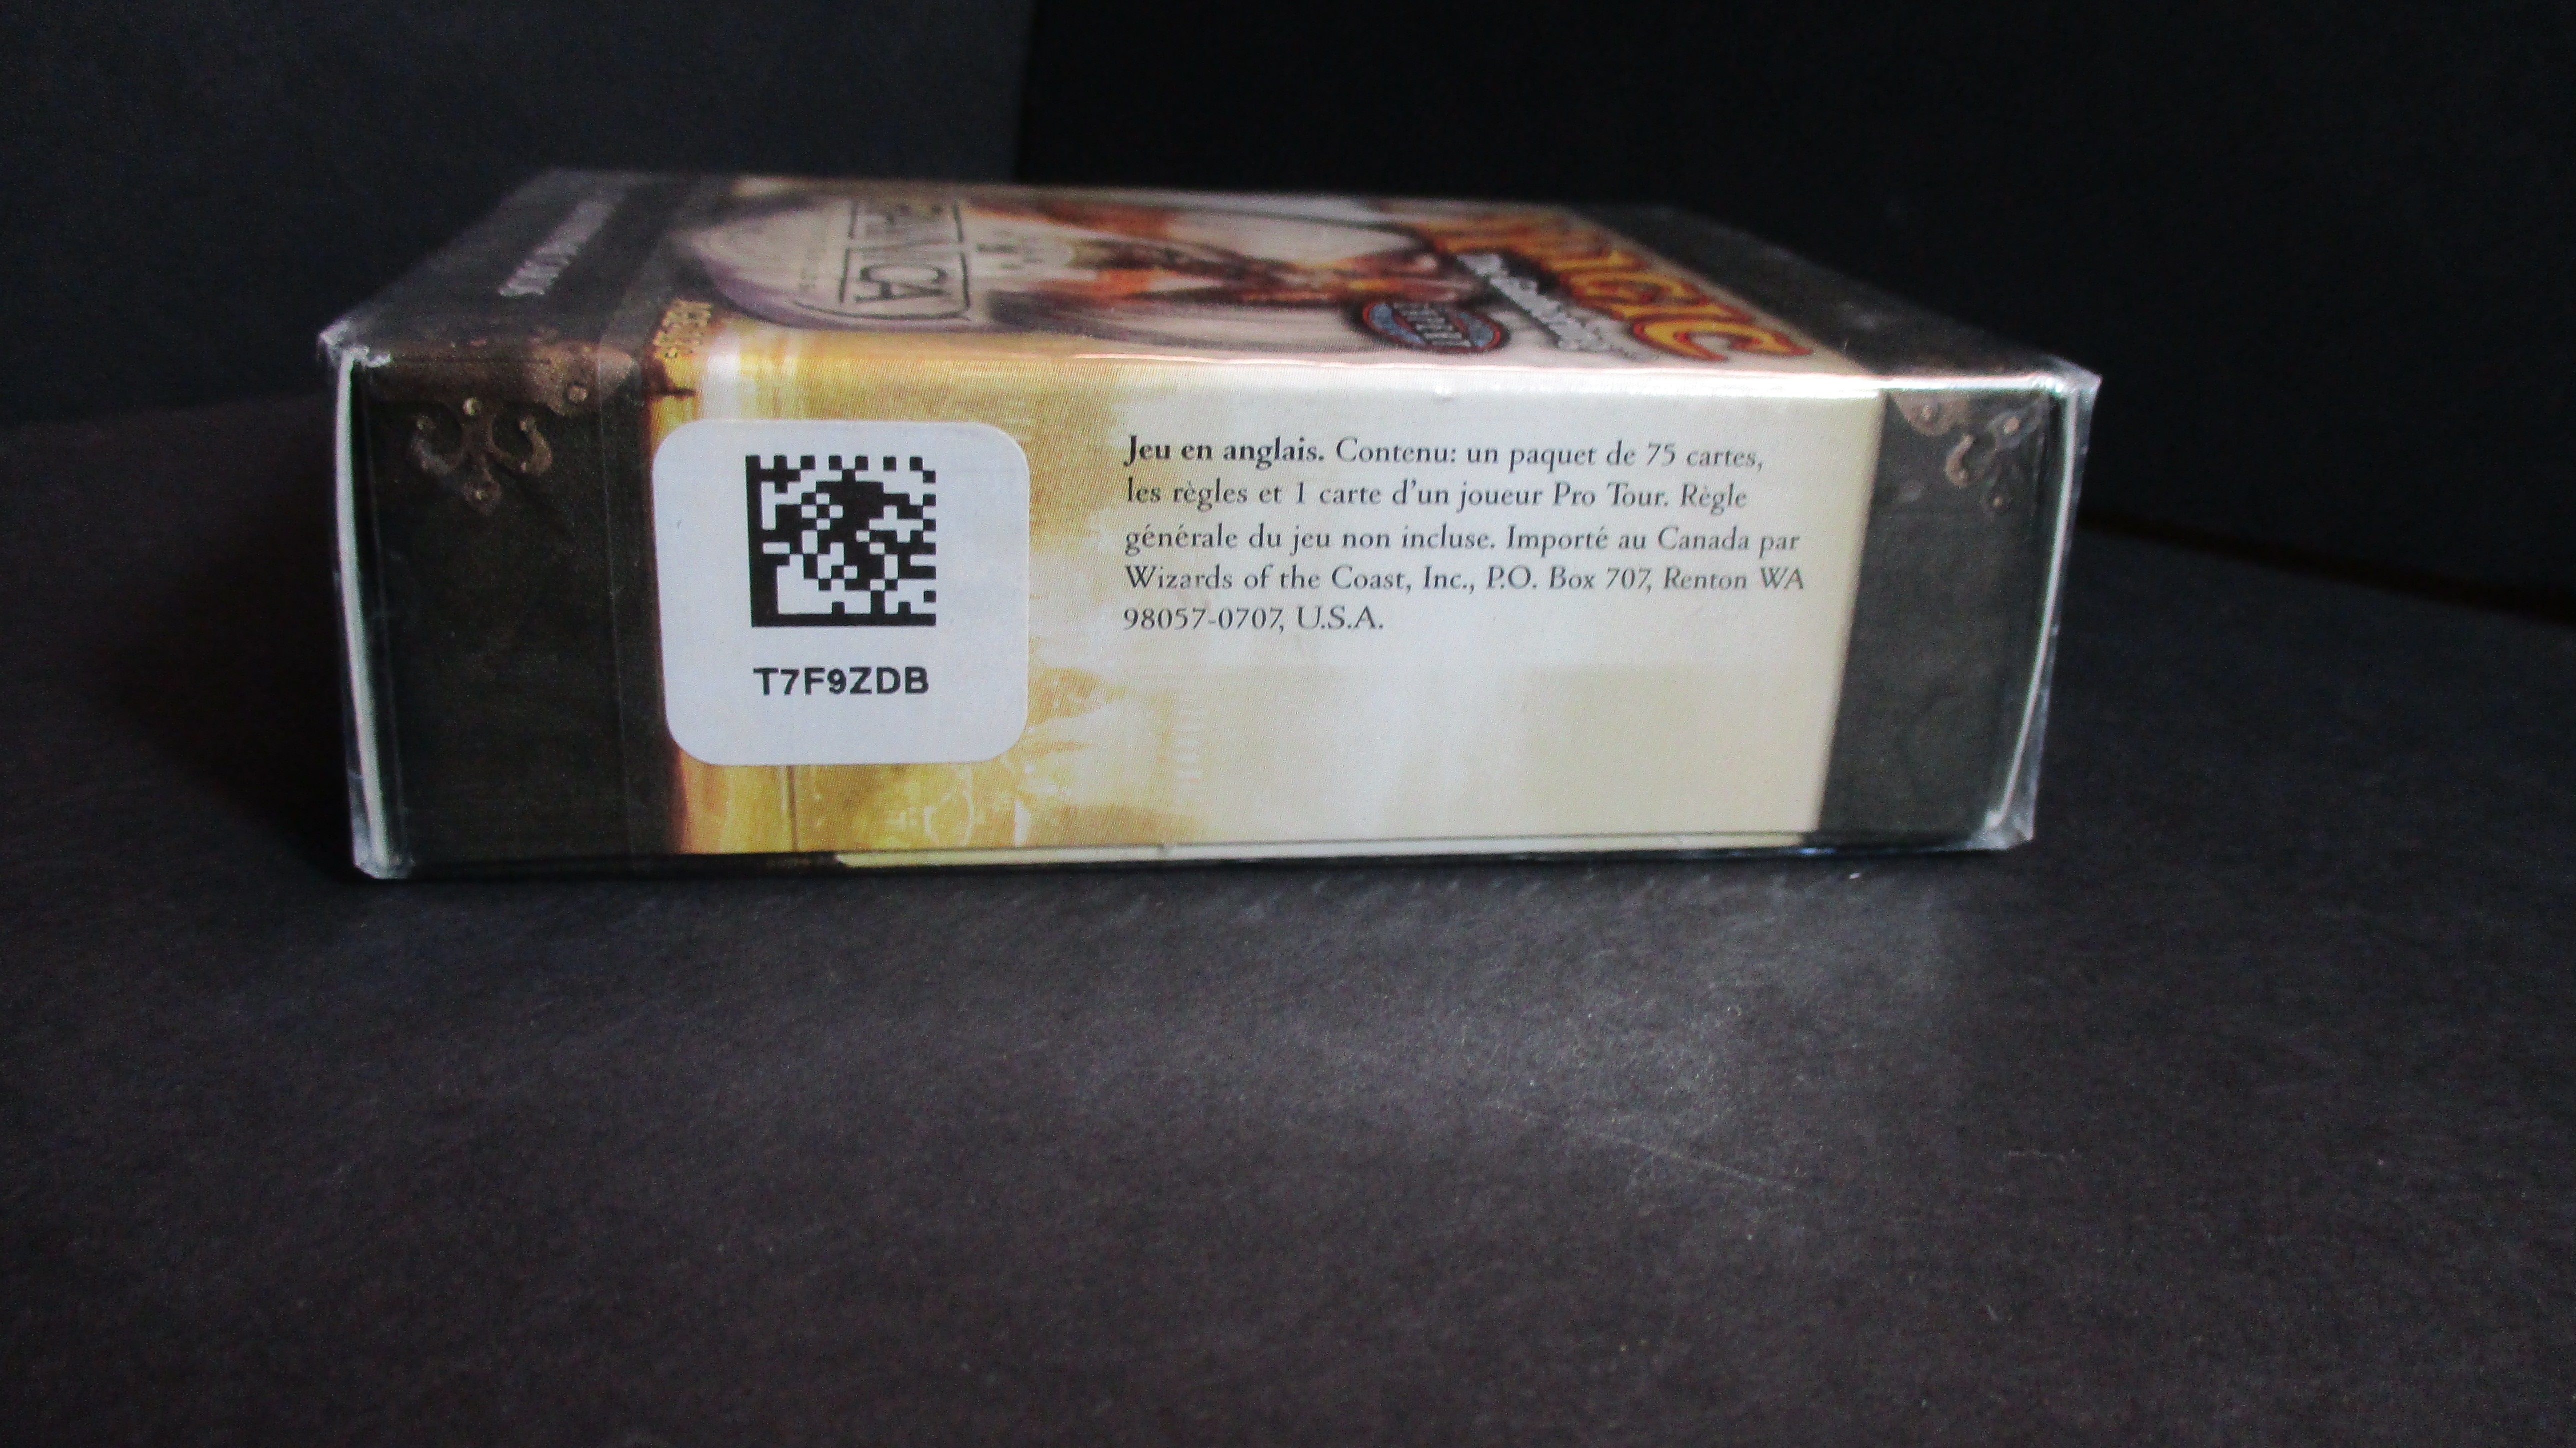 MAGIC
T7F9ZDB
Jeu en anglais. Contenu: un paquet de 75 cartes,
les règles et 1 carte d'un joueur Pro Tour. Règle
générale du jeu non incluse. Importé au Canada par
Wizards of the Coast, Inc., P.O. Box 707, Renton WA
98057-0707, U.S.A.